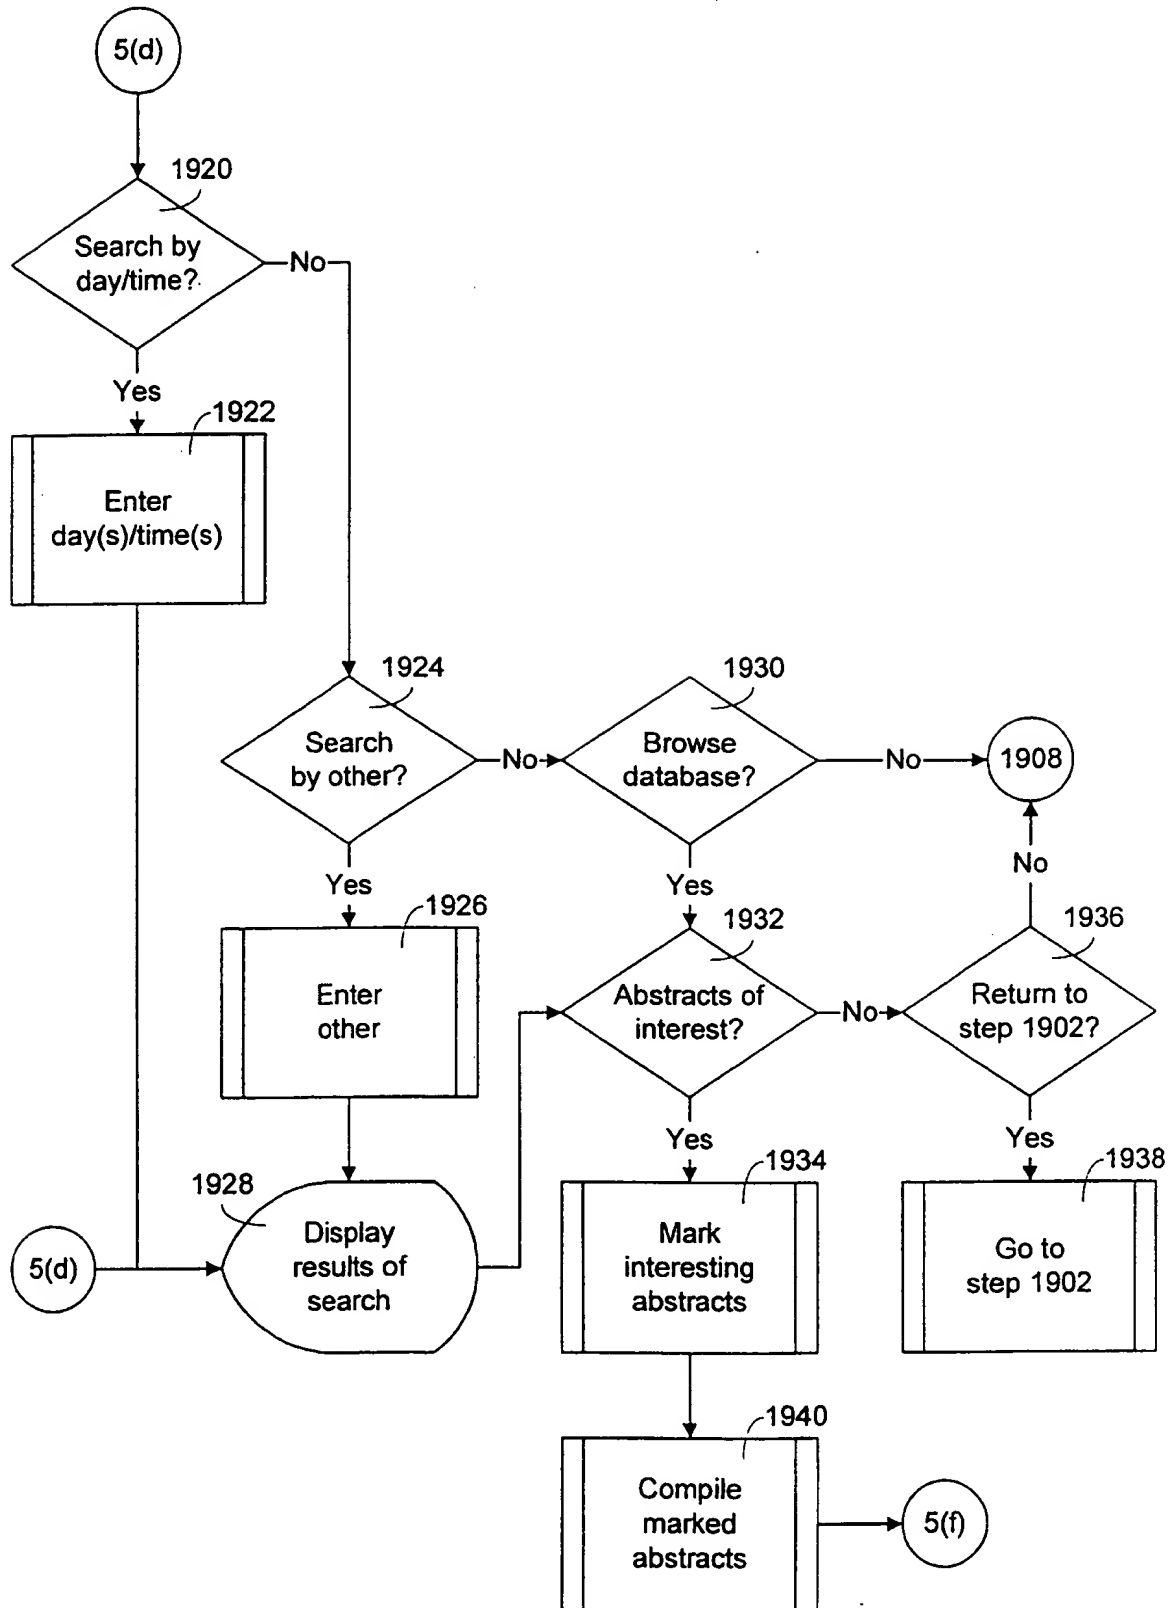 5(d)
1920
Search by
day/time?
No
Yes
1922
Enter
day(s)/time(s)
1924
Search
by other?
No
1930
Browse
database?
No
1908
Yes
Yes
No
1926
Enter
other
1932
Abstracts of
interest?
No
1936
Return to
step 1902?
Yes
Yes
1928
Display
results of
search
5(d)
1934
Mark
interesting
abstracts
1938
Go to
step 1902
1940
Compile
marked
abstracts
5(f)